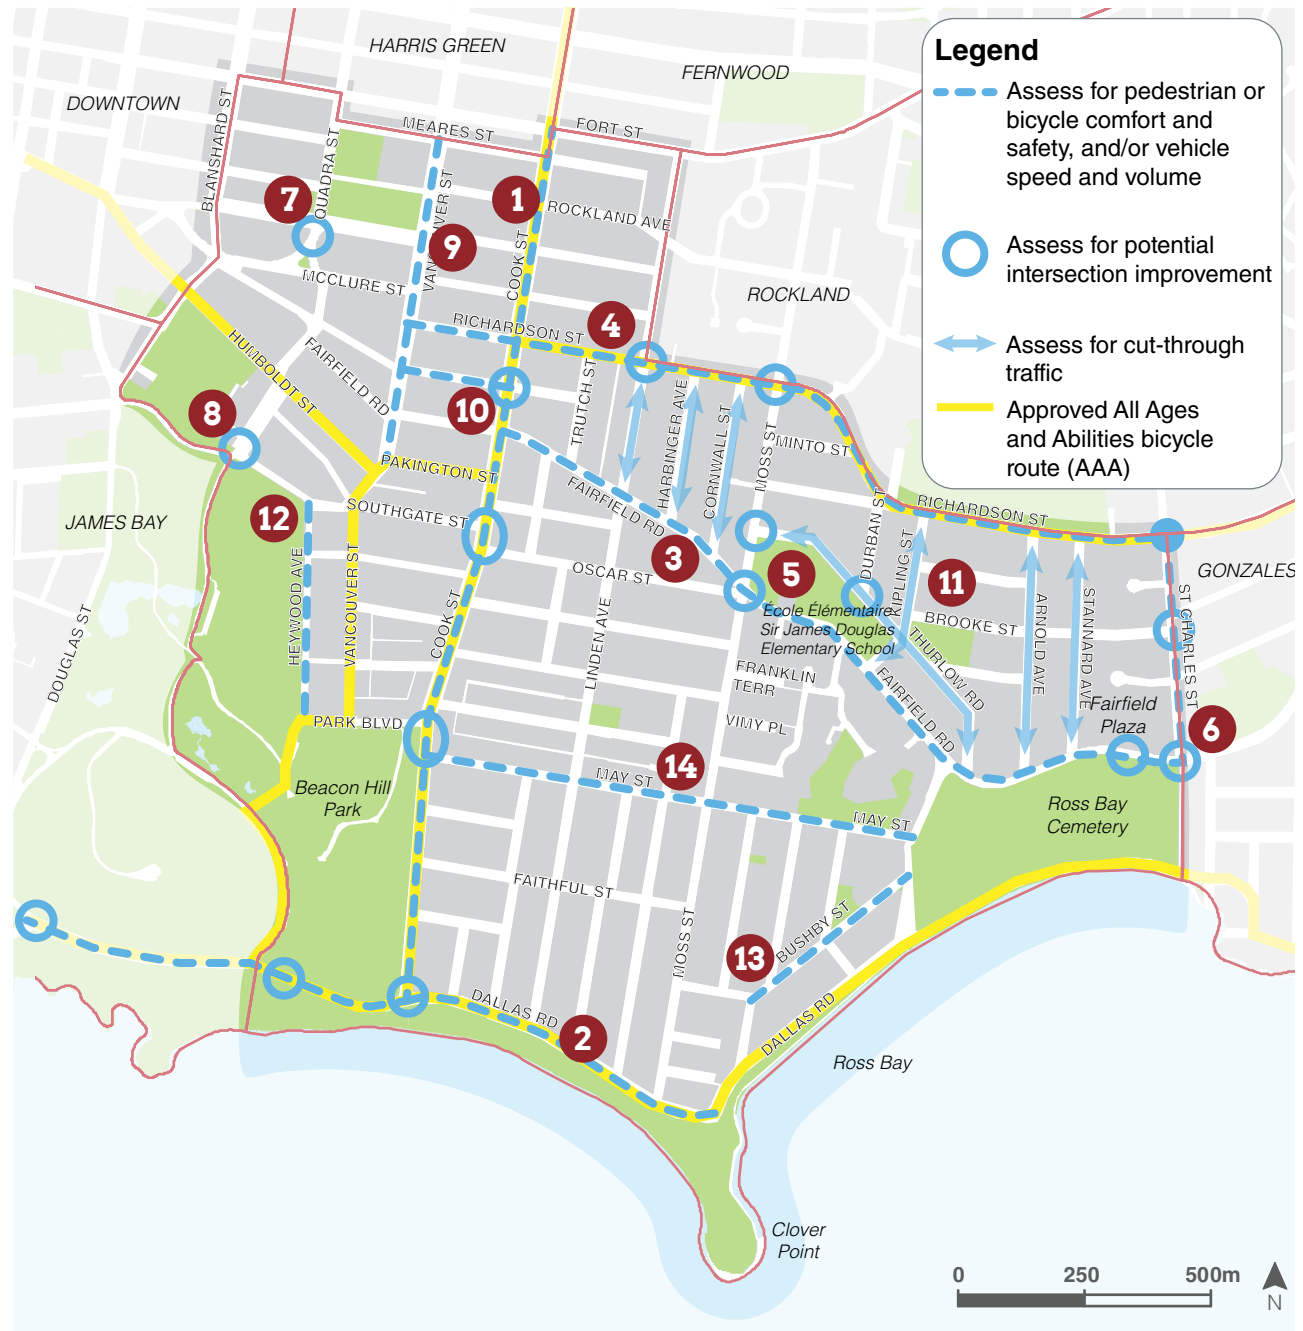 HARRIS GREEN
FERNWOOD
DOWNTOWN
Legend
Assess for pedestrian or
bicycle comfort and
safety, and/or vehicle
speed and volume
Assess for potential
intersection improvement
Assess for cut-through
traffic
Approved All Ages
and Abilities bicycle
route (AAA)
BLANSHARD ST
QUADRA ST
MEARES ST
FORT ST
7
1
9
VANCOUVER ST
COOK ST
ROCKLAND AVE
MCCLURE ST
ROCKLAND
RICHARDSON ST
4
HUMBOLDT ST
FAIRFIELD RD
8
10
TRUTCH ST
HARBINGER AVE
CORNWALL ST
MOSS ST
MINTO ST
PAKINGTON ST
FAIRFIELD RD
SOUTHGATE ST
12
JAMES BAY
DURBAN ST
RICHARDSON ST
KIPLING ST
GONZALES
3
5
11
OSCAR ST
HEYWOOD AVE
VANCOUVER ST
COOK ST
LINDEN AVE
École Élémentaire
Sir James Douglas
Elementary School
BROOKE ST
ARNOLD AVE
STANNARD AVE
ST CHARLES ST
DOUGLAS ST
THURLOW RD
FRANKLIN
TERR
FAIRFIELD RD
Fairfield
Plaza
6
PARK BLVD
VIMY PL
14
MAY ST
MAY ST
Beacon Hill
Park
Ross Bay
Cemetery
FAITHFUL ST
MOSS ST
BUSHBY ST
13
DALLAS RD
2
DALLAS RD
Ross Bay
Clover
Point
0 250 500m
N